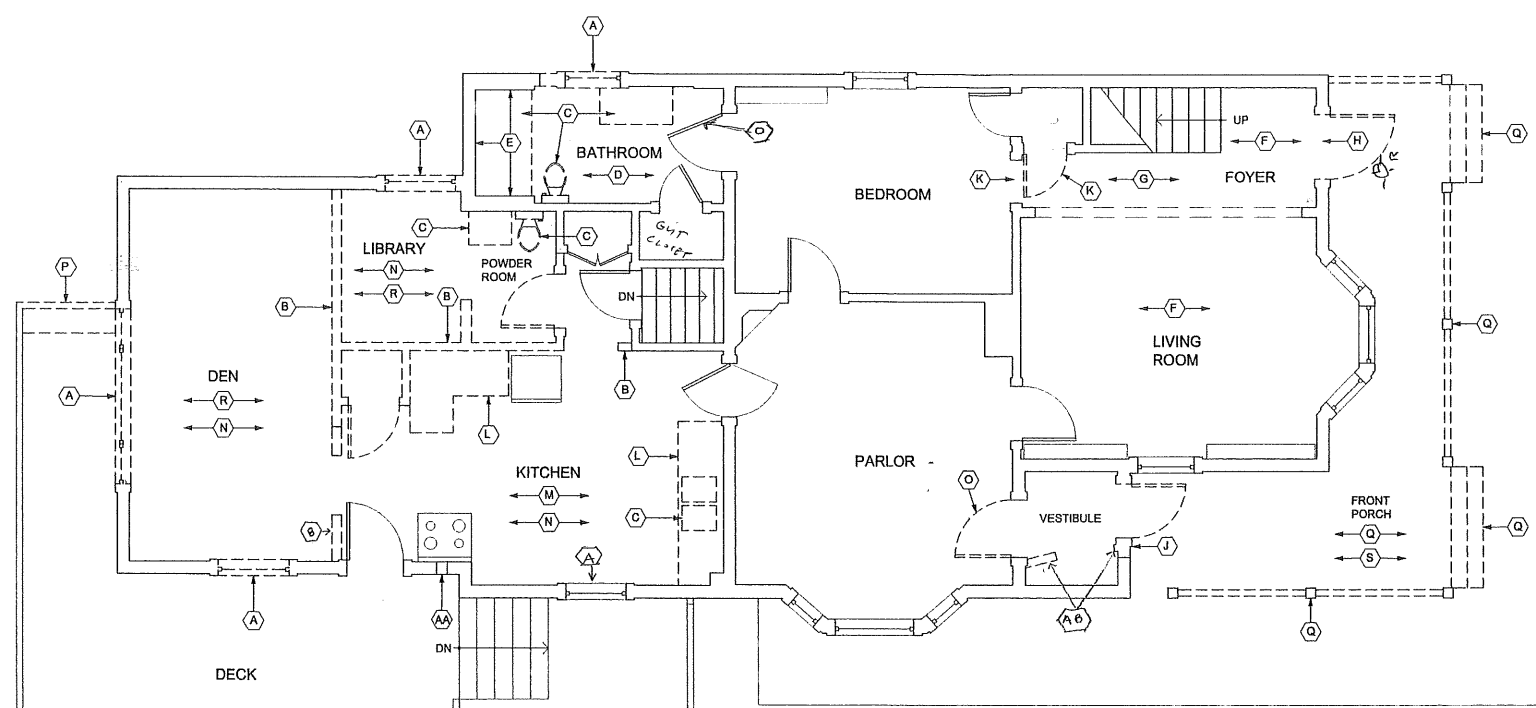 A
A
C
O
E
BATHROOM
D
UP
F
H
Q
R
K
K
G
FOYER
BEDROOM
C
C
GUT
CLOSET
LIBRARY
N
R
POWDER
ROOM
P
B
B
DN
F
LIVING
ROOM
Q
DEN
R
N
A
B
L
L
KITCHEN
M
N
C
PARLOR
O
VESTIBULE
J
FRONT
PORCH
Q
S
Q
B
A
A
AA
AB
Q
DN
DECK